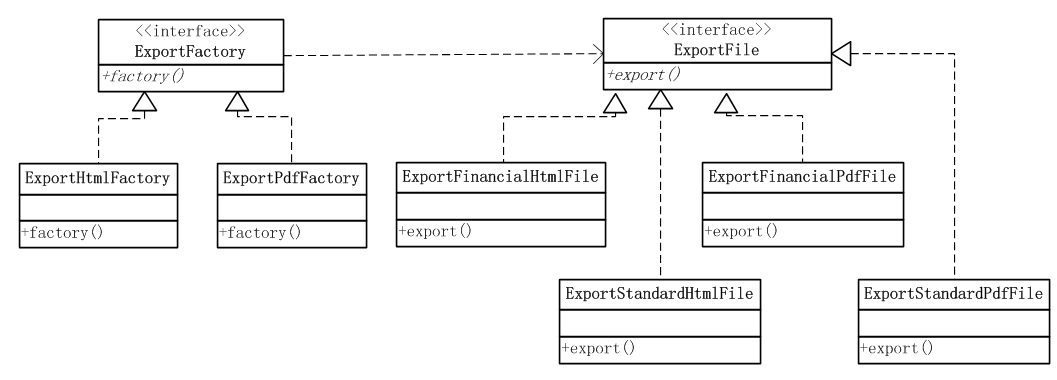 <<interface>>
ExportFactory
+factory()
<<interface>>
ExportFile
+export()
ExportHtmlFactory
+factory()
ExportPdfFactory
+factory()
ExportFinancialHtmlFile
+export()
ExportFinancialPdfFile
+export()
ExportStandardHtmlFile
+export()
ExportStandardPdfFile
+export()